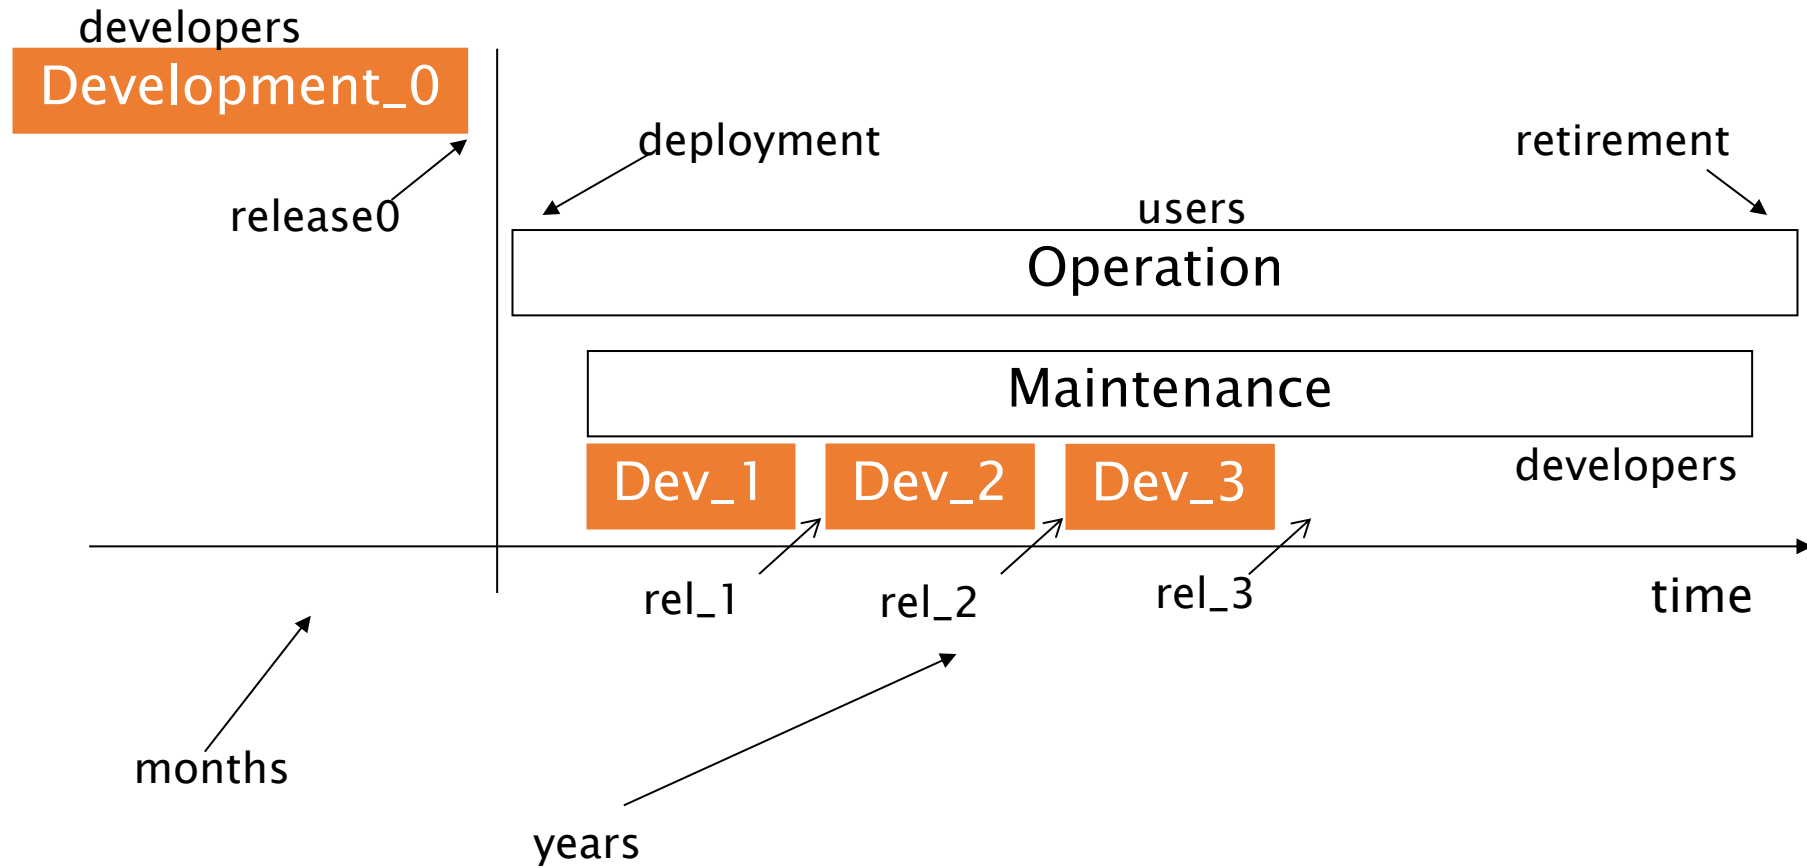 developers
Development_0
deployment
retirement
release0
users
Operation
Maintenance
developers
Dev_1
Dev_2
Dev_3
rel_1
rel_2
rel_3
time
months
years